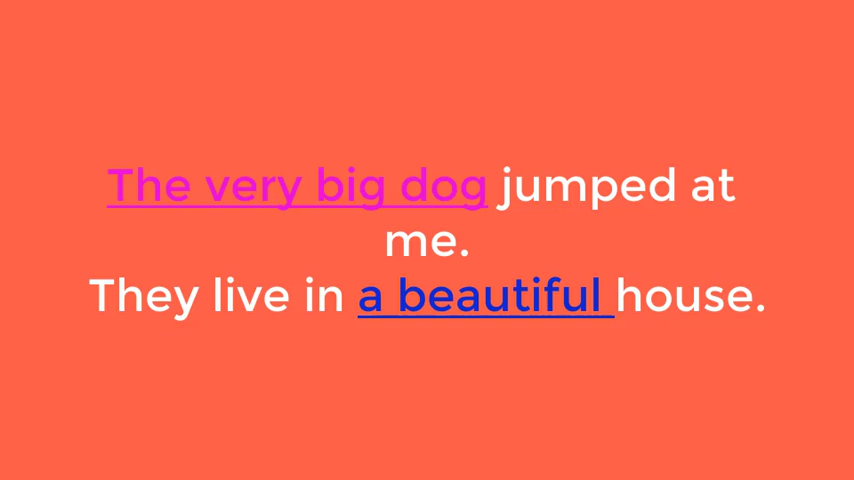 The very big dog jumped at
me.
They live in a beautiful house.